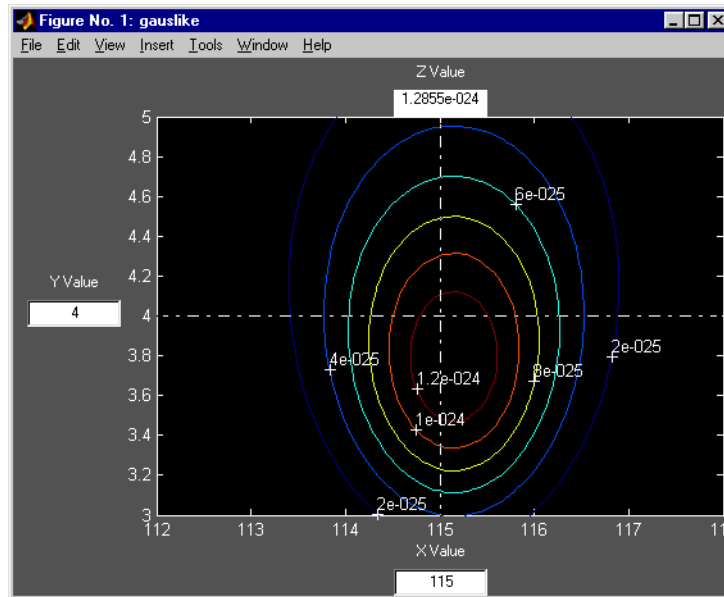 Figure No. 1: gauslike
File Edit View Insert Tools Window Help
Z Value
1.2855e-024
5
4.8
4.6
4.4
4.2
4
3.8
3.6
3.4
3.2
3
Y Value
4
6e-025
4e-025
2e-025
8e-025
1.2e-024
1e-024
2e-025
112 113 114 115 116 117
X Value
115